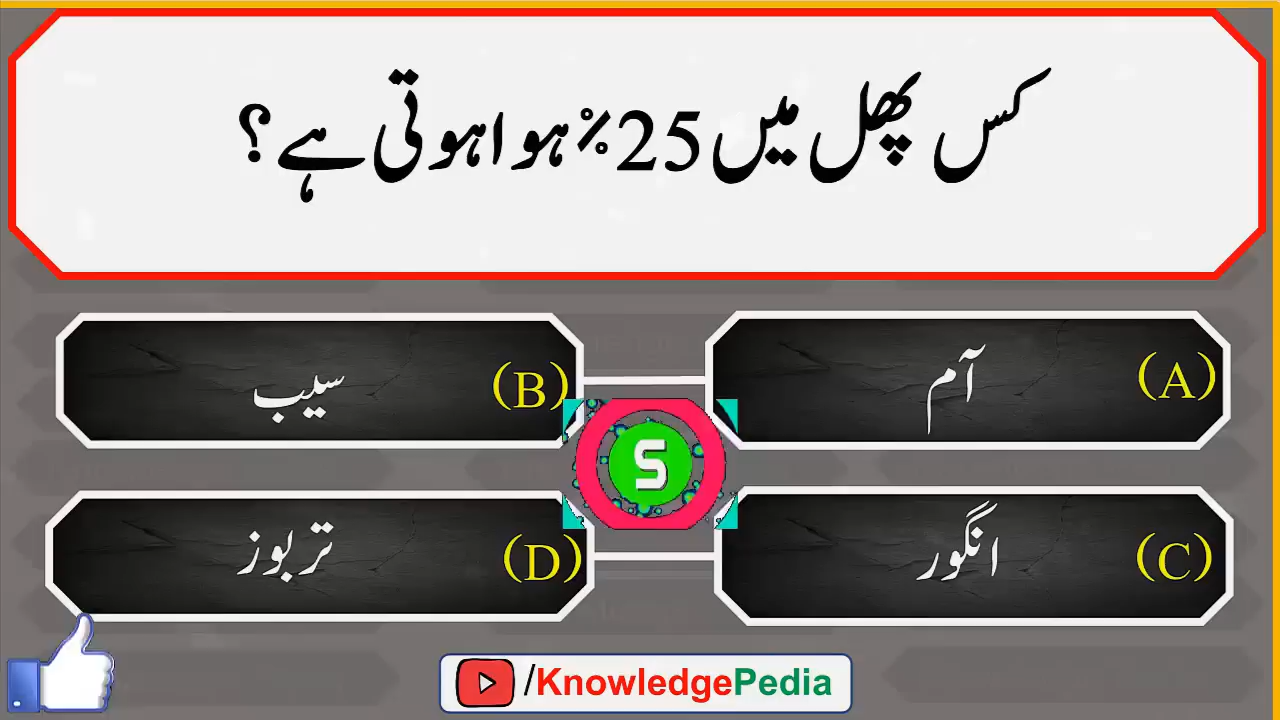 کس پھل میں 25٪ ہوا ہوتی ہے؟
(A) آم
(B) سیب
5
(C) انگور
(D) تربوز
/KnowledgePedia